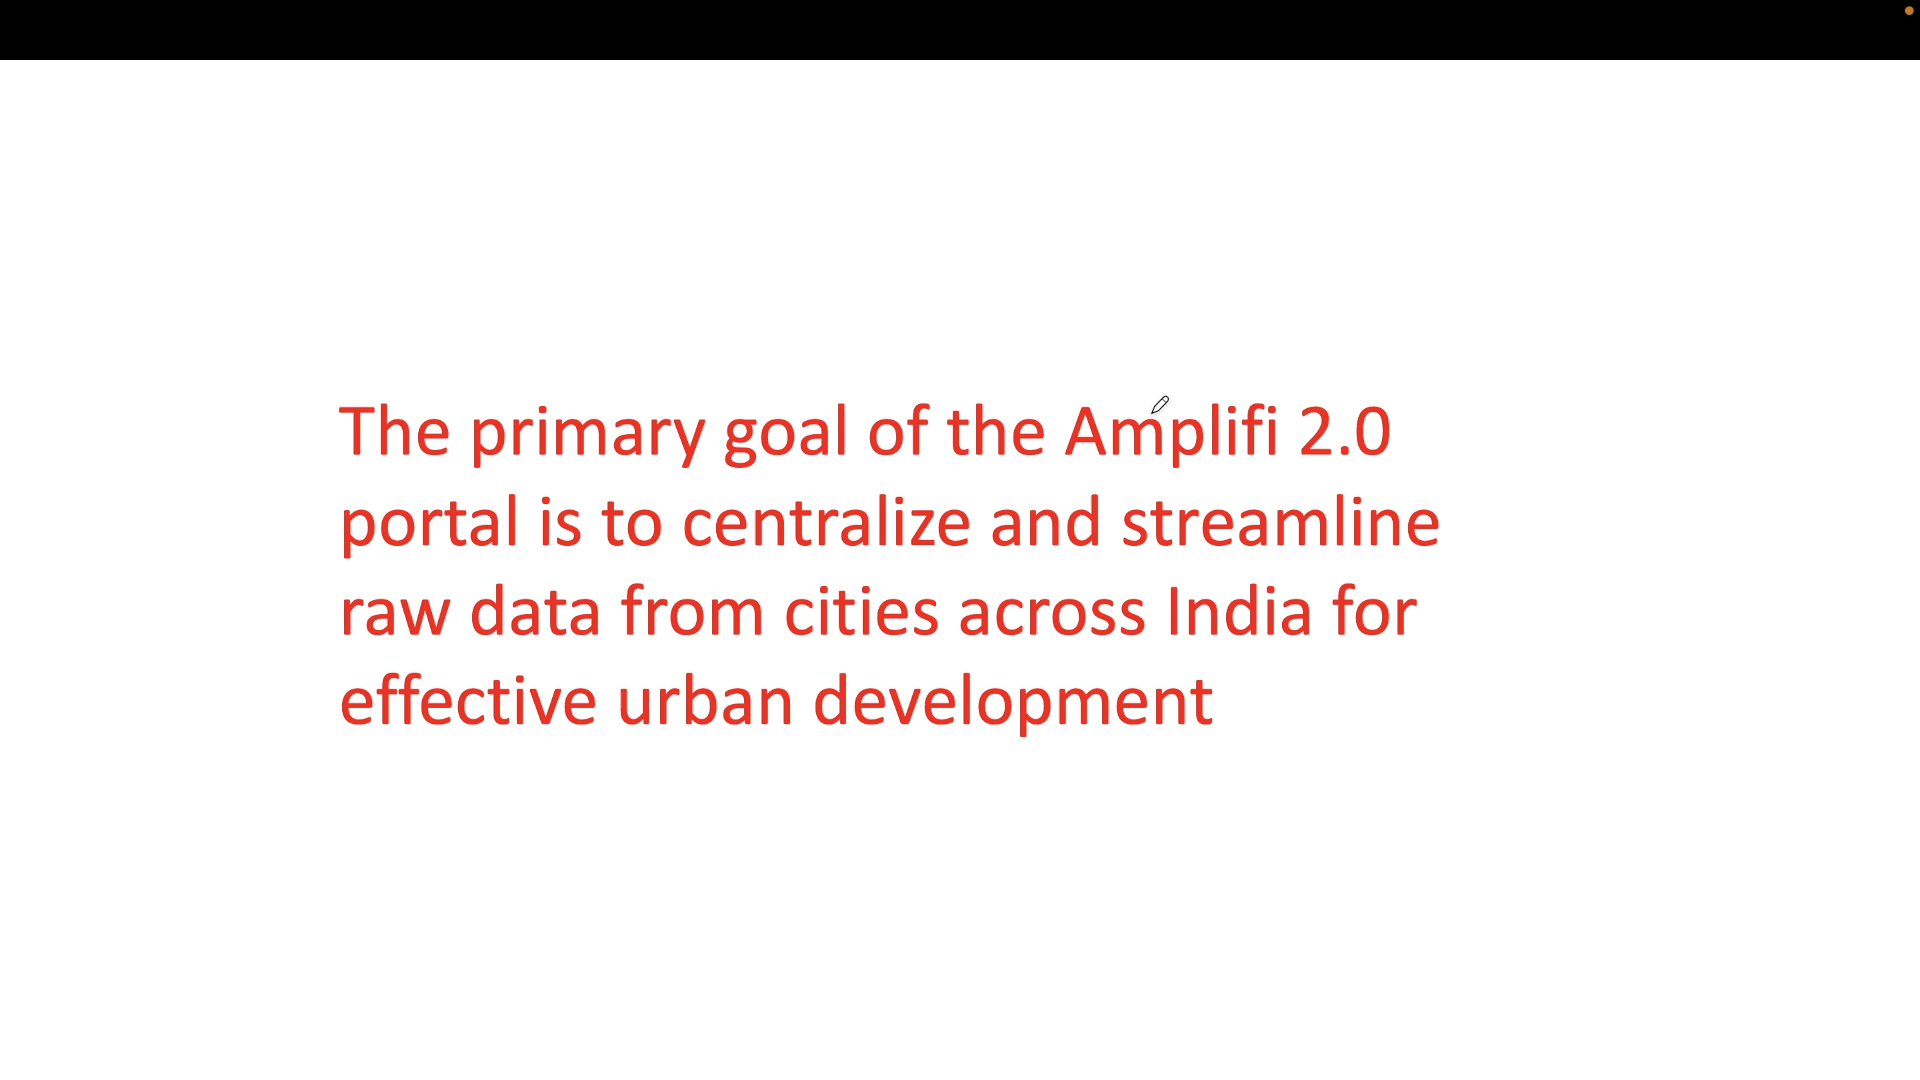 The primary goal of the Amplifi 2.0
portal is to centralize and streamline
raw data from cities across India for
effective urban development